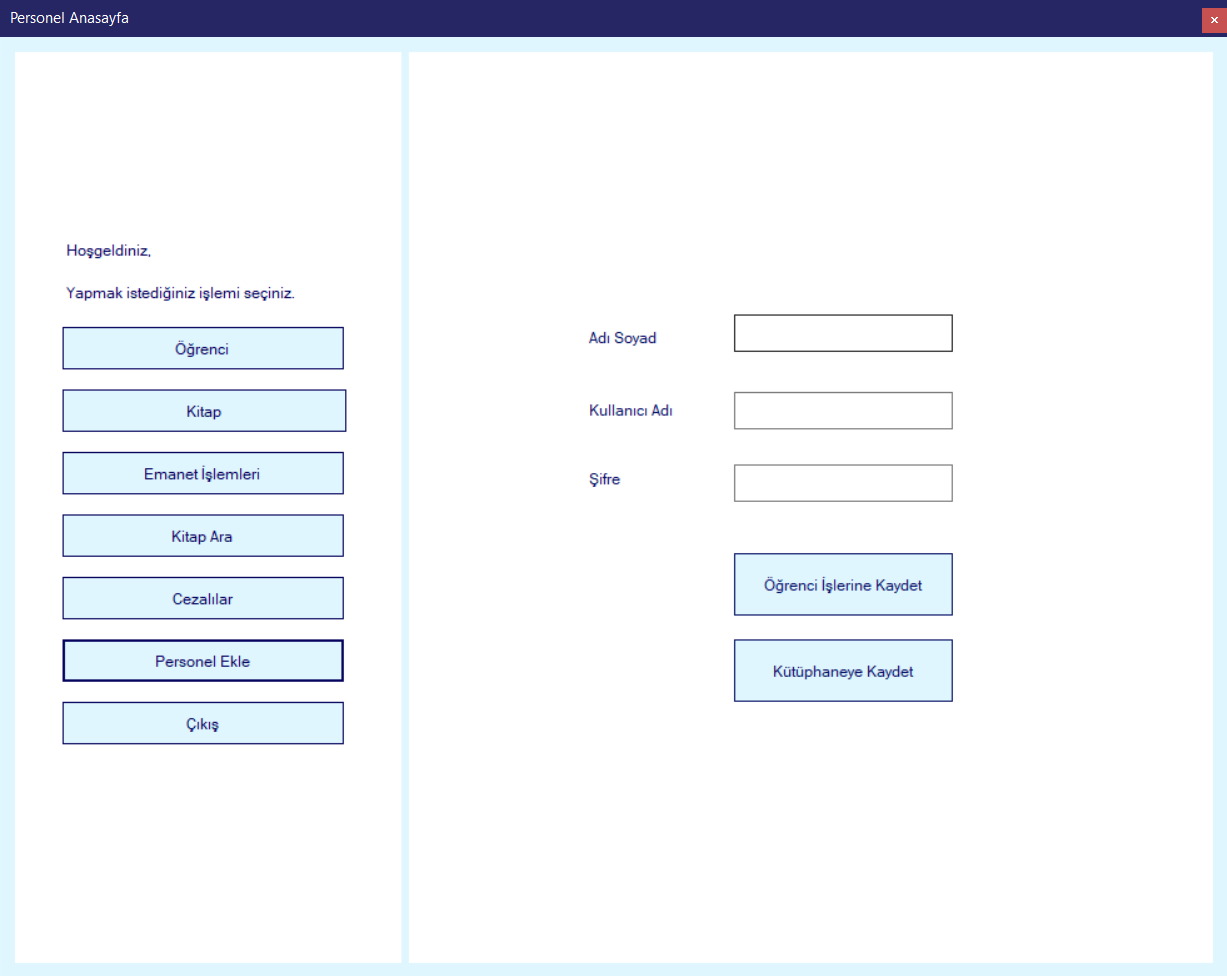 Personel Anasayfa
Hoşgeldiniz,
Yapmak istediğiniz işlemi seçiniz.
Öğrenci
Kitap
Emanet İşlemleri
Kitap Ara
Cezalılar
Personel Ekle
Çıkış
Adı Soyad
Kullanıcı Adı
Şifre
Öğrenci İşlerine Kaydet
Kütüphaneye Kaydet